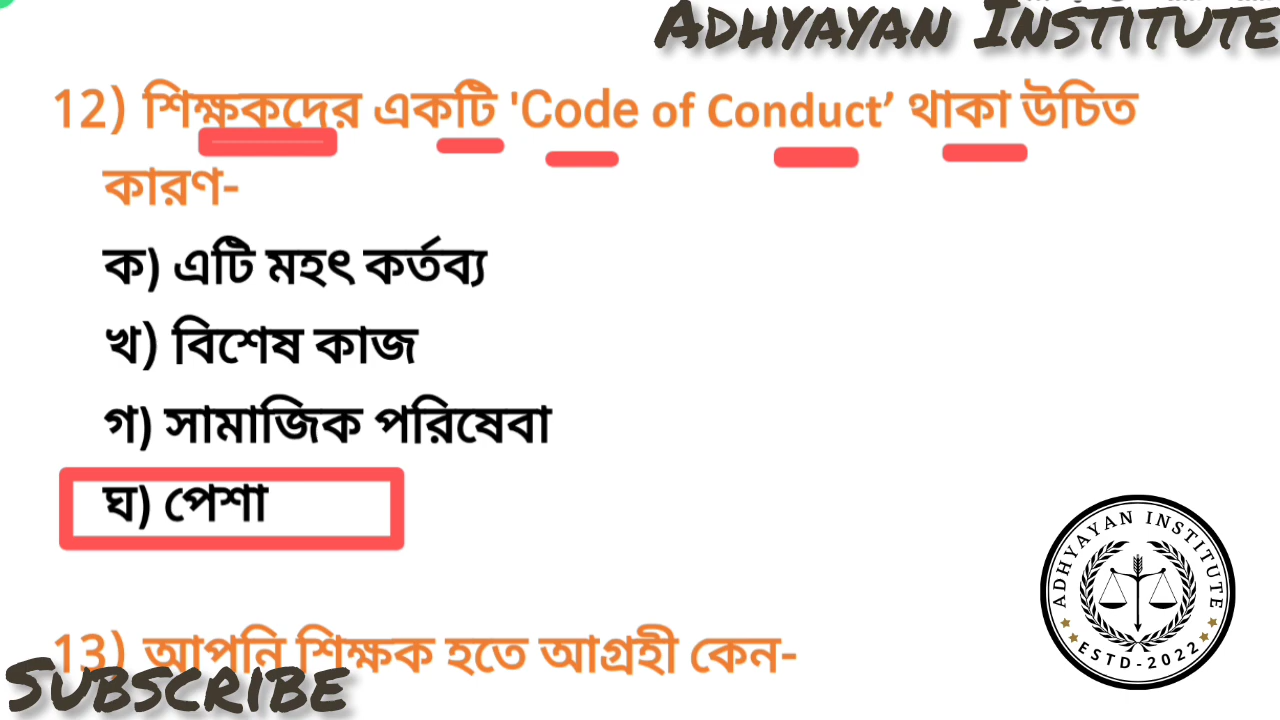 ADHYAYAN INSTITUTE
12) শিক্ষকদের একটি 'Code of Conduct’ থাকা উচিত
কারণ-
ক) এটি মহৎ কর্তব্য
খ) বিশেষ কাজ
গ) সামাজিক পরিষেবা
ঘ) পেশা
ADHYAYAN INSTITUTE
ESTD-2022
13) আপনি শিক্ষক হতে আগ্রহী কেন-
SUBSCRIBE